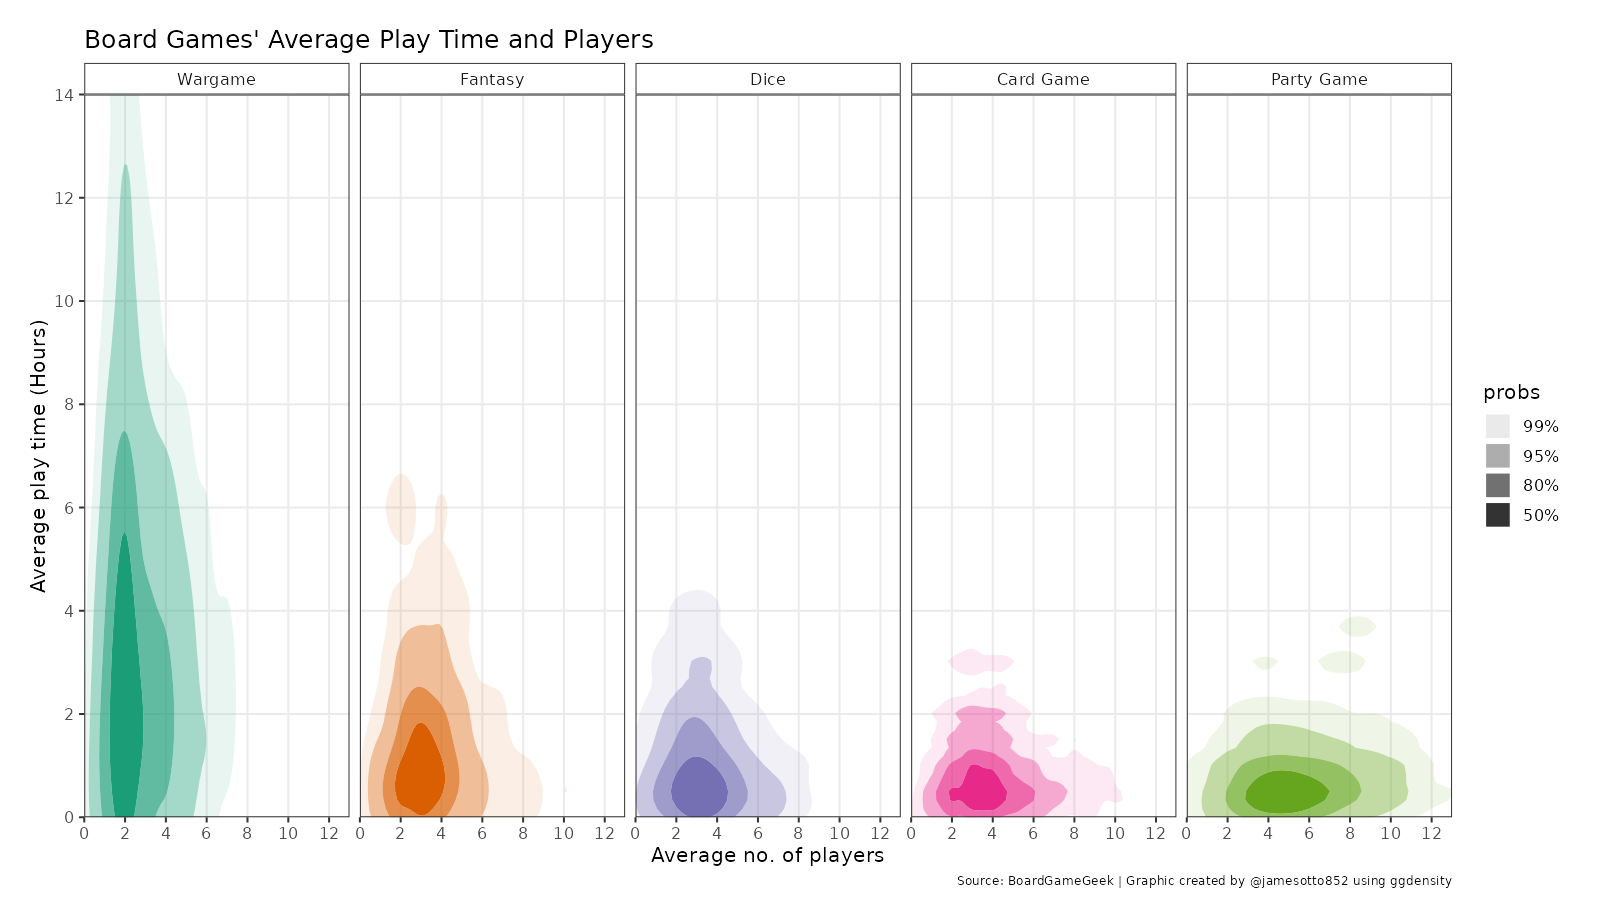 Board Games' Average Play Time and Players
Wargame
Fantasy
Dice
Card Game
Party Game
Average play time (Hours)
14
12
10
8
6
4
2
0
0 2 4 6 8 10 12
0 2 4 6 8 10 12
0 2 4 6 8 10 12
0 2 4 6 8 10 12
0 2 4 6 8 10 12
Average no. of players
probs
99%
95%
80%
50%
Source: BoardGameGeek | Graphic created by @jamesotto852 using ggdensity